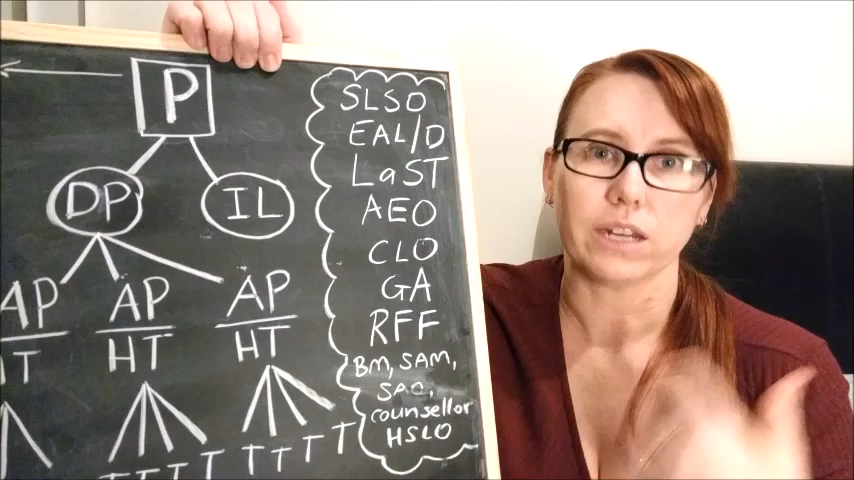 P
DP IL
AP AP AP
HT HT HT
T T T T T T T T
SLSO
EAL/D
LaST
AEO
CLO
GA
RFF
BM, SAM,
SAO,
counsellor
HSLO